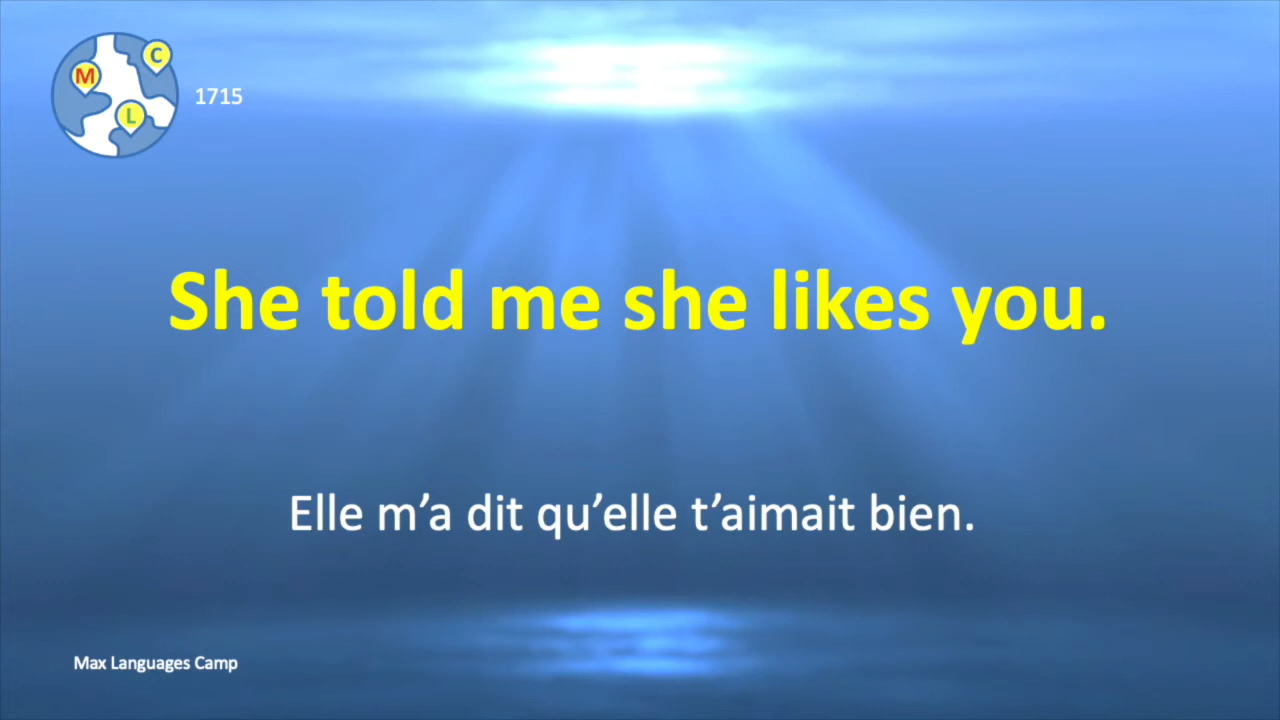 C
M
L
1715
She told me she likes you.
Elle m’a dit qu’elle t’aimait bien.
Max Languages Camp